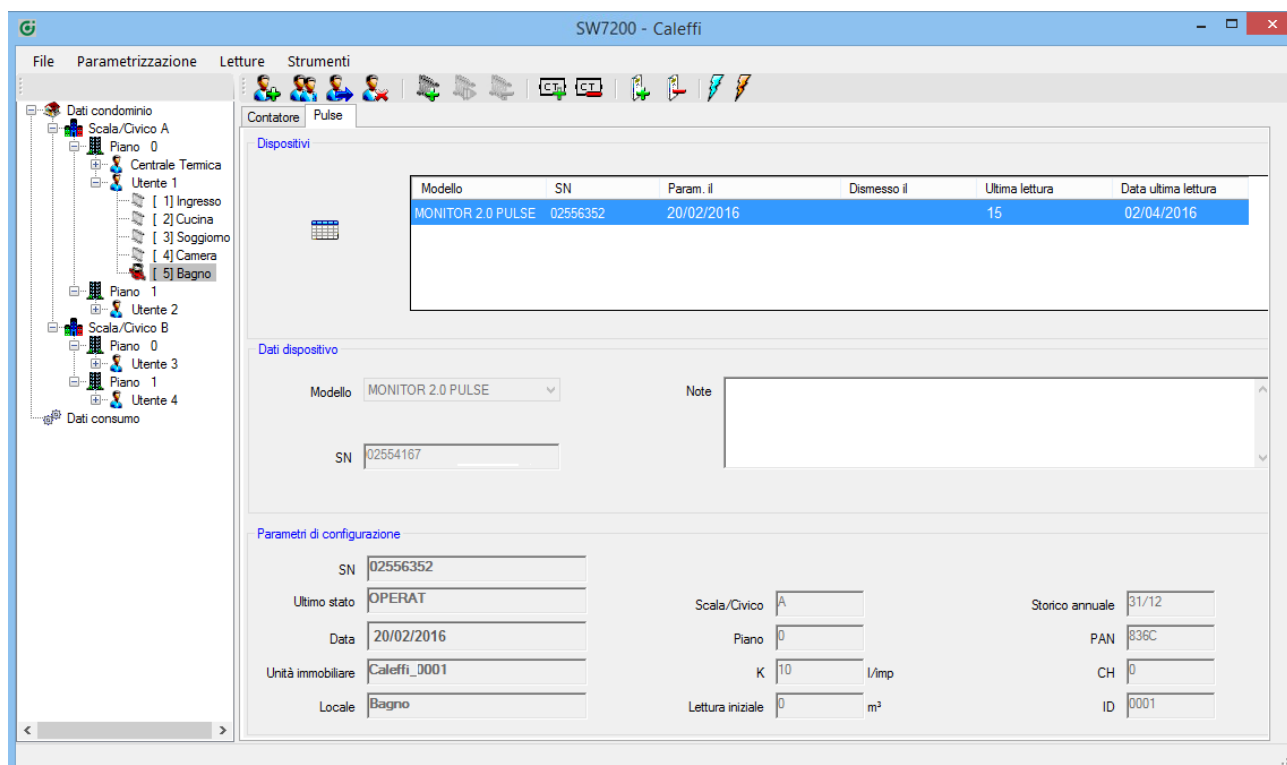 SW7200 - Caleffi
File Parametrizzazione Letture Strumenti
Dati condominio
Scala/Civico A
Piano 0
Centrale Termica
Utente 1
[ 1] Ingresso
[ 2] Cucina
[ 3] Soggiorno
[ 4] Camera
[ 5] Bagno
Piano 1
Utente 2
Scala/Civico B
Piano 0
Utente 3
Piano 1
Utente 4
Dati consumo
CT CT
Contatore Pulse
Dispositivi
Modello SN Param. il Dismesso il Ultima lettura Data ultima lettura
MONITOR 2.0 PULSE 02556352 20/02/2016 15 02/04/2016
Dati dispositivo
Modello MONITOR 2.0 PULSE Note
SN 02554167
Parametri di configurazione
SN 02556352
Ultimo stato OPERAT Scala/Civico A Storico annuale 31/12
Data 20/02/2016 Piano 0 PAN 836C
Unità immobiliare Caleffi_0001 K 10 l/imp CH 0
Locale Bagno Lettura iniziale 0 m³ ID 0001